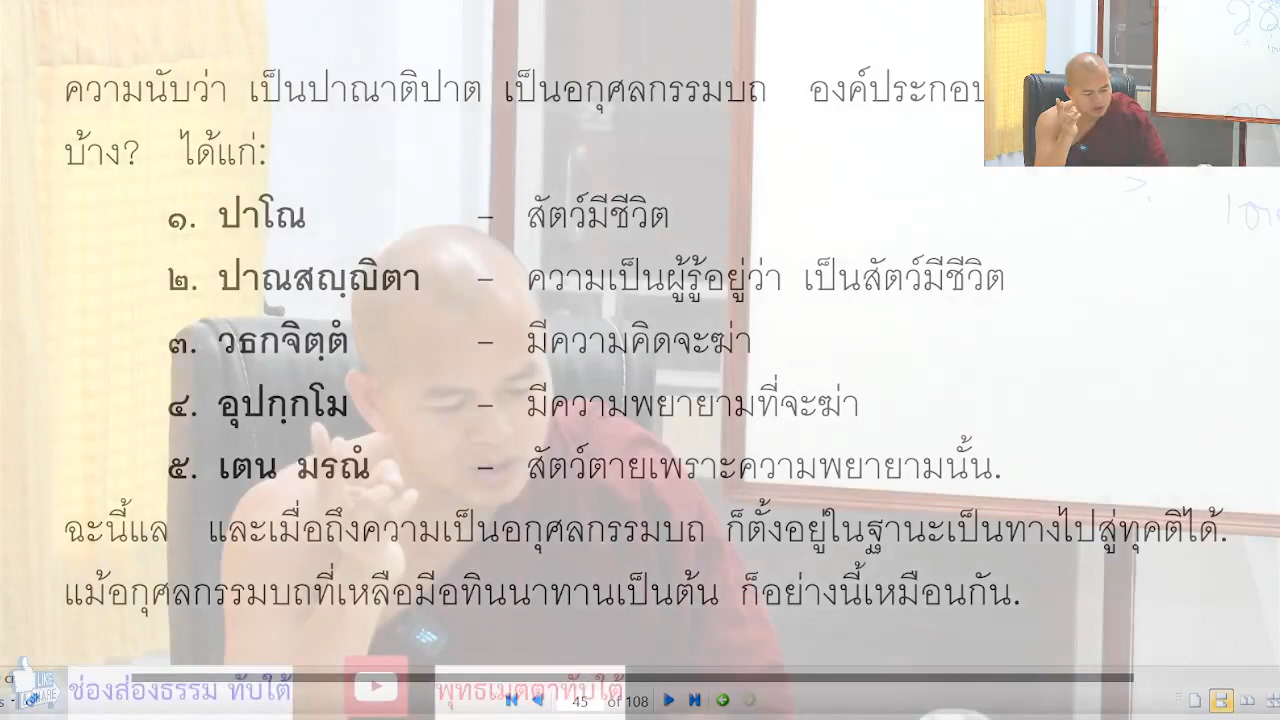 ความนับว่า เป็นปาณาติปาต เป็นอกุศลกรรมบถ องค์ประกอบ
บ้าง? ได้แก่:
๑. ปาโณ – สัตว์มีชีวิต
๒. ปาณสญฺญิตา – ความเป็นผู้รู้อยู่ว่า เป็นสัตว์มีชีวิต
๓. วธกจิตฺตํ – มีความคิดจะฆ่า
๔. อุปกฺกโม – มีความพยายามที่จะฆ่า
๕. เตน มรณํ – สัตว์ตายเพราะความพยายามนั้น.
ฉะนี้แล และเมื่อถึงความเป็นอกุศลกรรมบถ ก็ตั้งอยู่ในฐานะเป็นทางไปสู่ทุคติได้.
แม้อกุศลกรรมบถที่เหลือมีอทินนาทานเป็นต้น ก็อย่างนี้เหมือนกัน.
LIKE
SHARE
ช่องส่องธรรม ทับใต้
พุทธเมตตาทับใต้
45 of 108